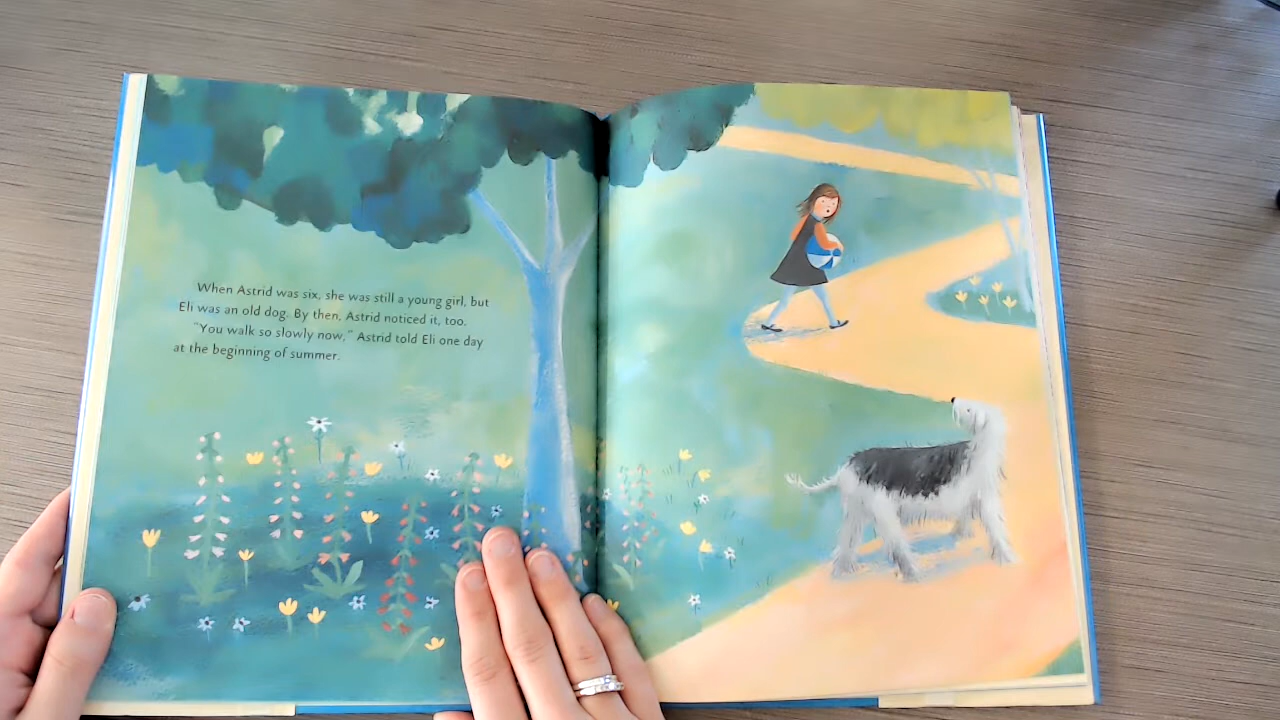 When Astrid was six, she was still a young girl, but
Eli was an old dog. By then, Astrid noticed it, too.
"You walk so slowly now," Astrid told Eli one day
at the beginning of summer.